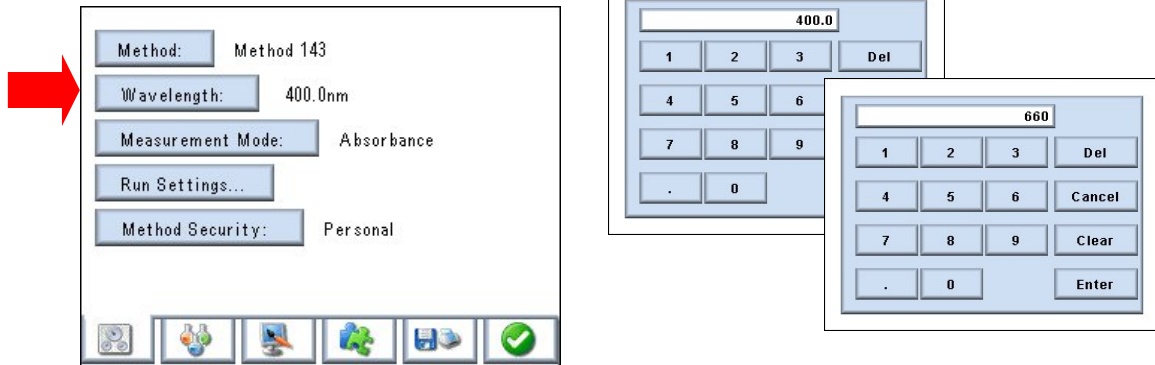 Method: Method 143
Wavelength: 400.0nm
Measurement Mode: Absorbance
Run Settings...
Method Security: Personal
400.0
1 2 3 Del
4 5 6
7 8 9
. 0
660
1 2 3 Del
4 5 6 Cancel
7 8 9 Clear
. 0 Enter